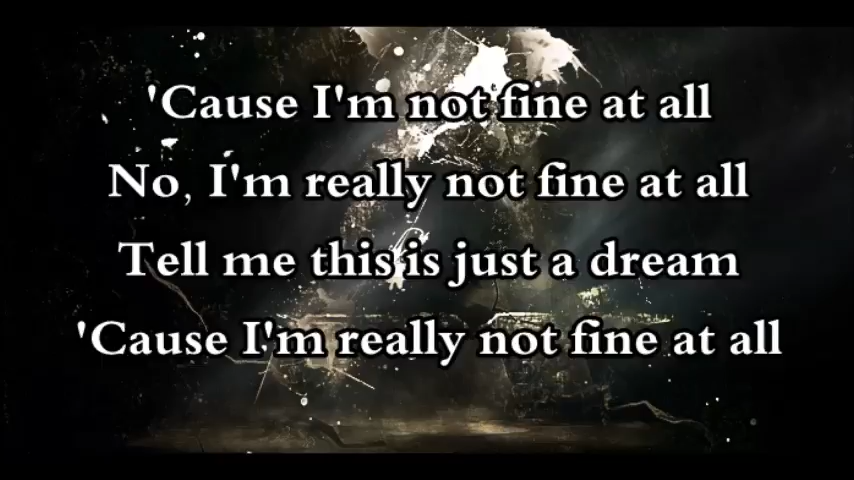 'Cause I'm not fine at all
No, I'm really not fine at all
Tell me this is just a dream
'Cause I'm really not fine at all